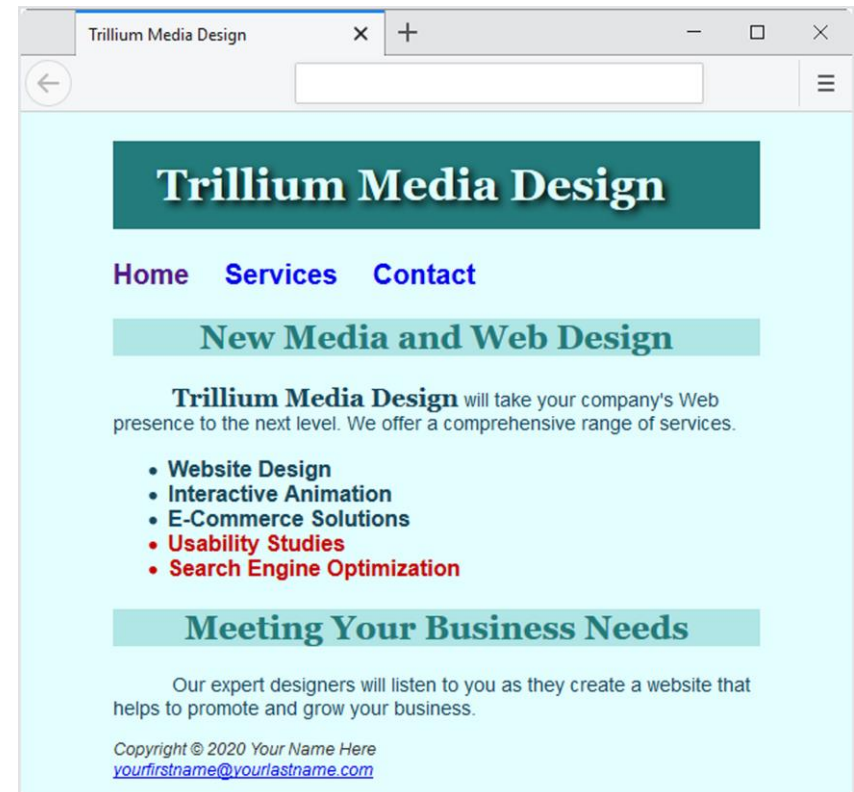 Trillium Media Design
Trillium Media Design
Home Services Contact
New Media and Web Design
Trillium Media Design will take your company's Web
presence to the next level. We offer a comprehensive range of services.
• Website Design
• Interactive Animation
• E-Commerce Solutions
• Usability Studies
• Search Engine Optimization
Meeting Your Business Needs
Our expert designers will listen to you as they create a website that
helps to promote and grow your business.
Copyright © 2020 Your Name Here
yourfirstname@yourlastname.com